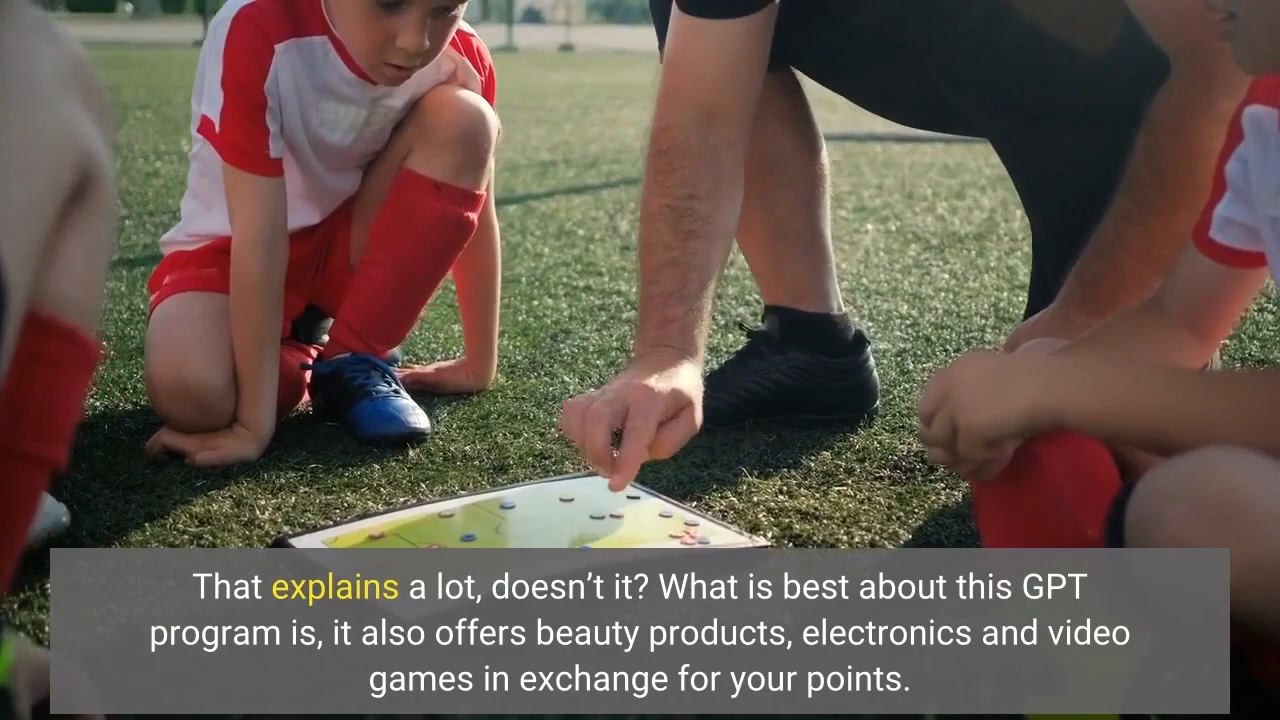 That explains a lot, doesn’t it? What is best about this GPT
program is, it also offers beauty products, electronics and video
games in exchange for your points.